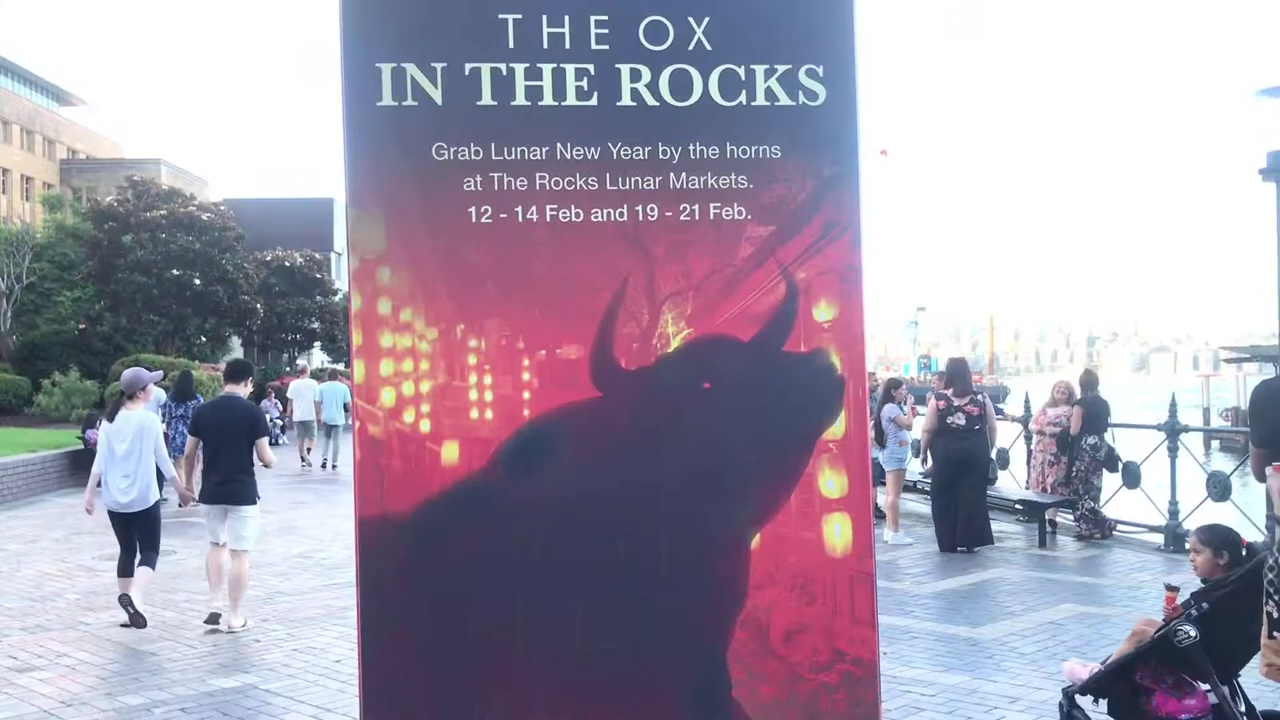 THE OX
IN THE ROCKS
Grab Lunar New Year by the horns
at The Rocks Lunar Markets.
12 - 14 Feb and 19 - 21 Feb.